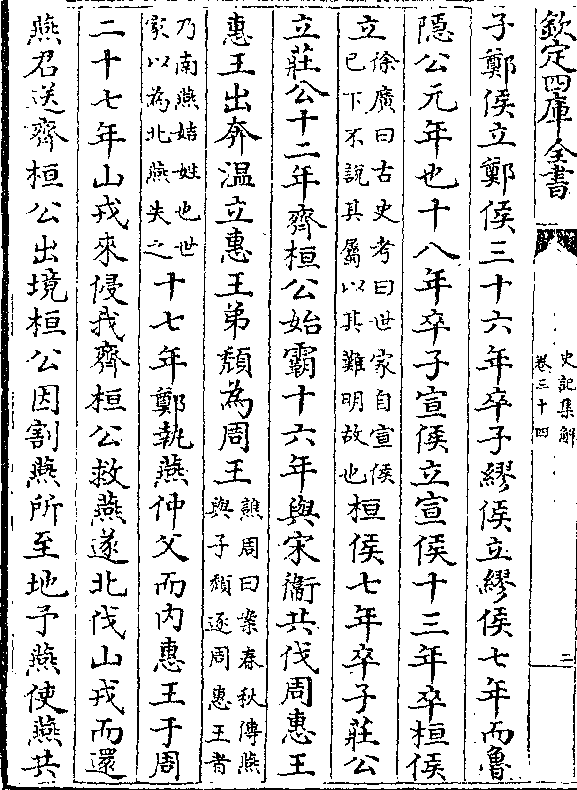 欽定四庫全書
史記集解
卷三十四
二
子鄭侯立鄭侯三十六年卒子繆侯立繆侯七年而魯
隱公元年也十八年卒子宣侯立宣侯十三年卒桓侯
立徐廣曰古史考曰世家自宣侯已下不說其屬以其難明故也桓侯七年卒子莊公
立莊公十二年齊桓公始霸十六年與宋衞共伐周惠王
惠王出奔溫立惠王弟頽為周王譙周曰案春秋傳燕與子頽逐周惠王者
乃南燕姞姓也世家以為北燕失之十七年鄭執燕仲父而內惠王于周
二十七年山戎來侵我齊桓公救燕遂北伐山戎而還
燕君送齊桓公出境桓公因割燕所至地予燕使燕共